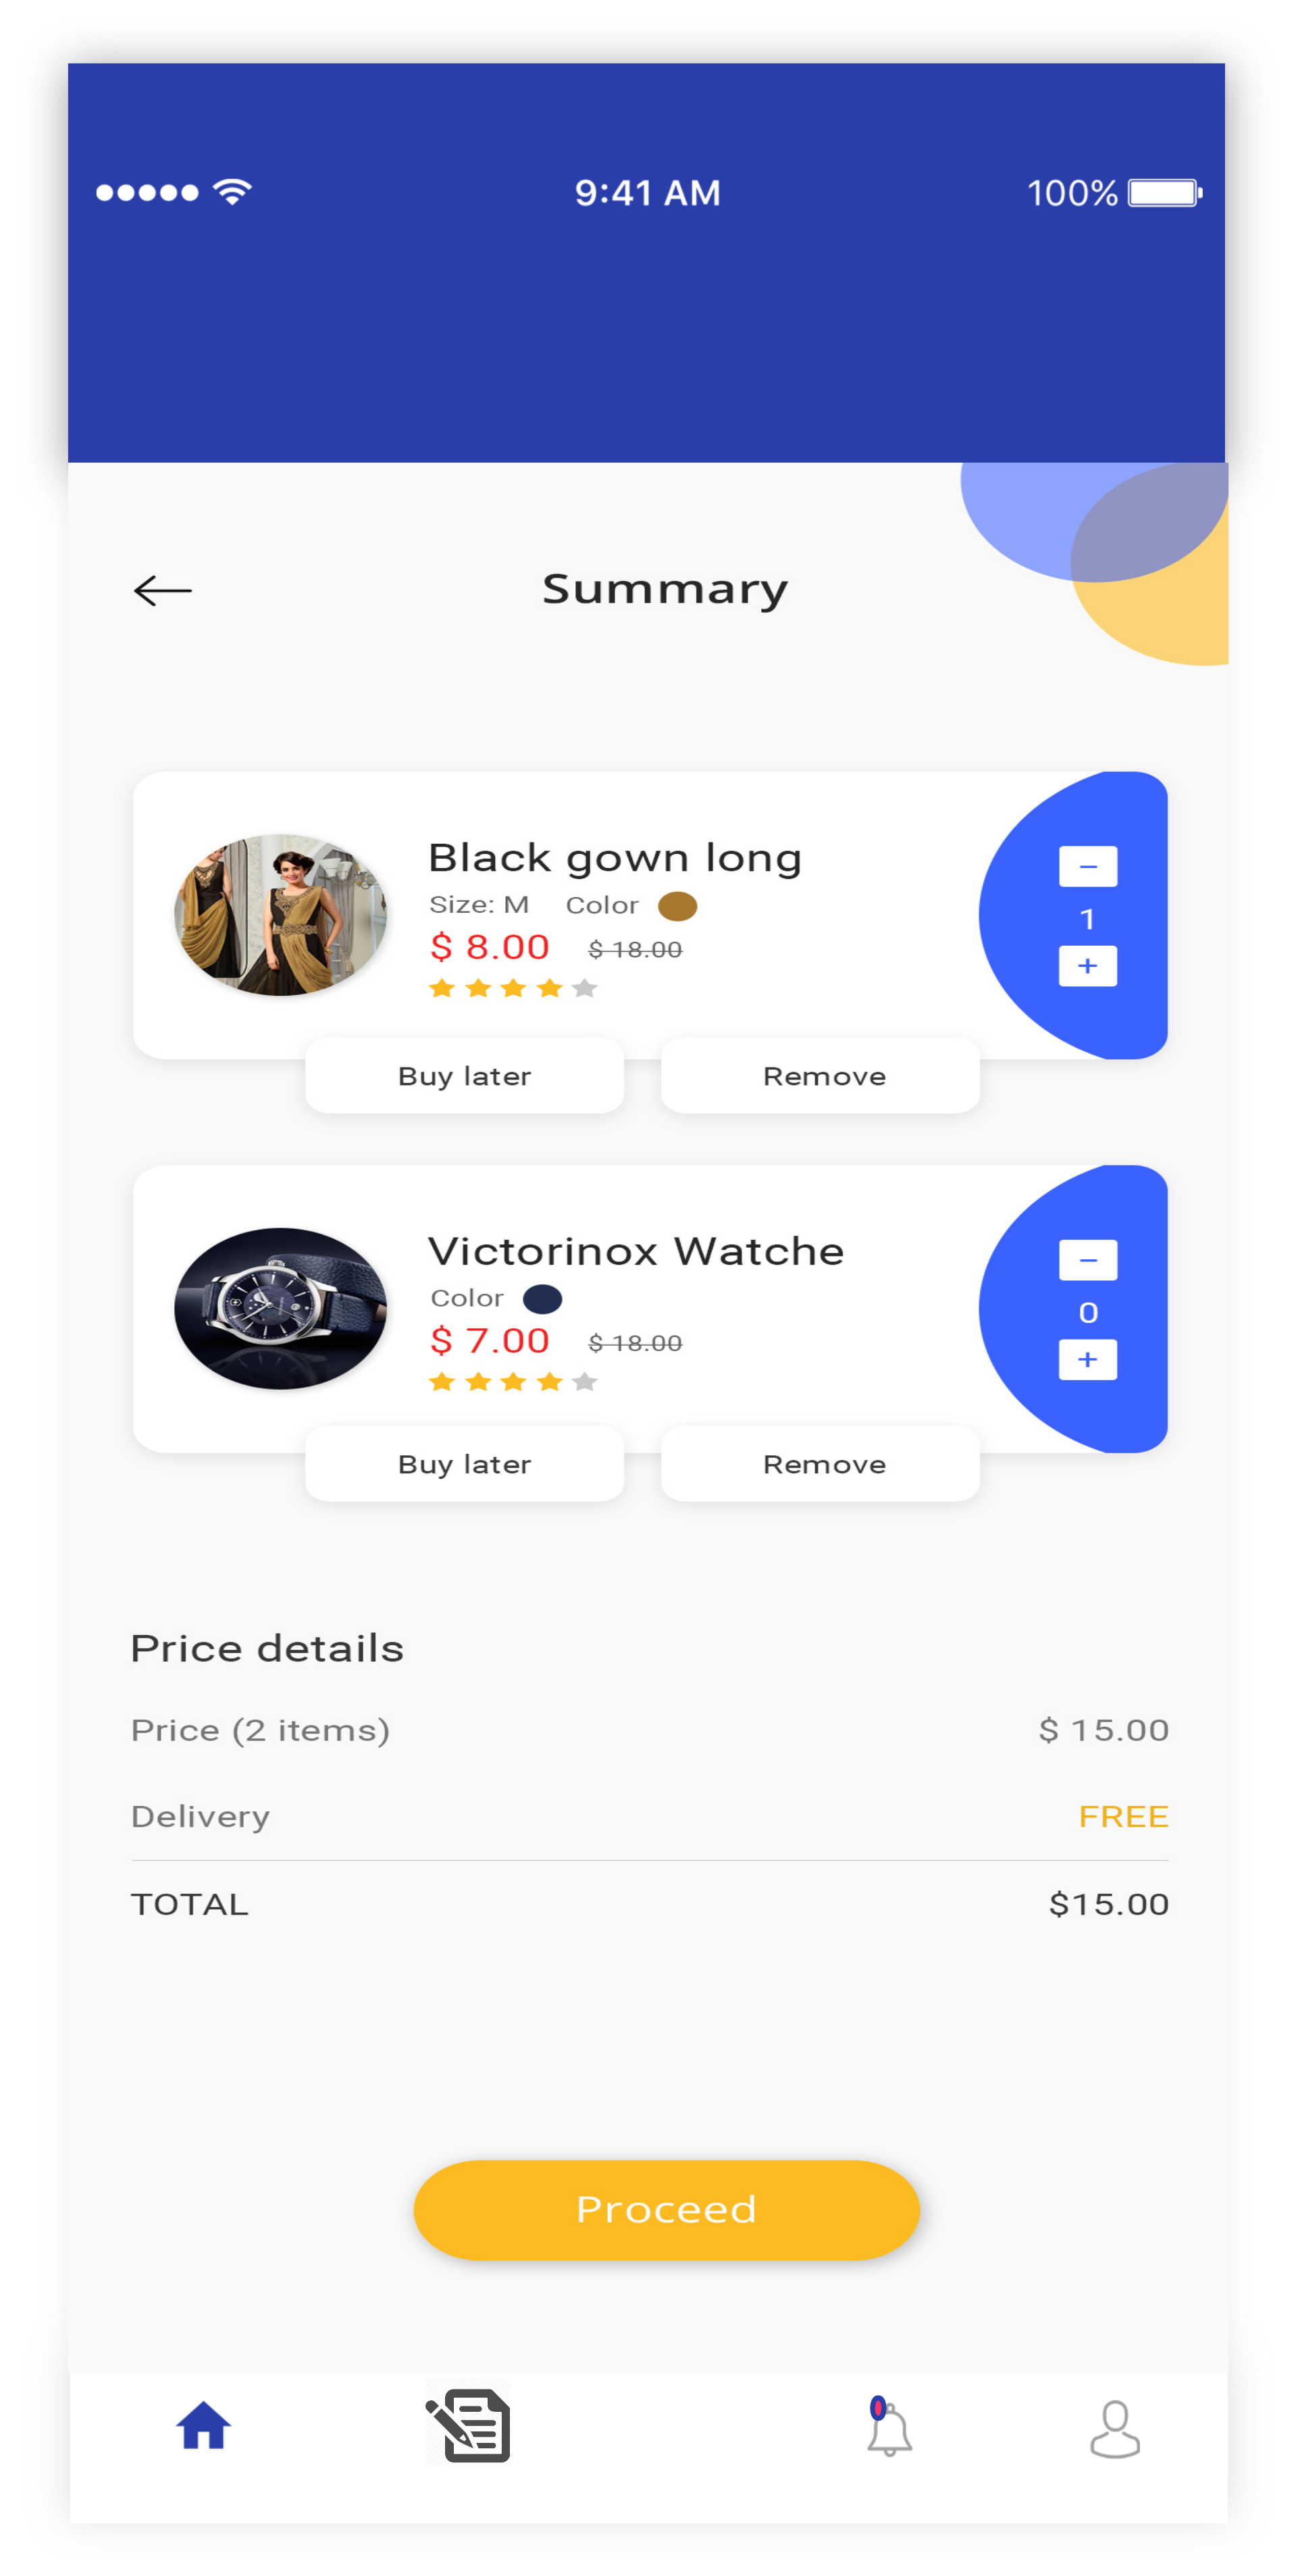 9:41 AM 100%
Summary
Black gown long
Size: M Color
$ 8.00 $ 18.00
− 1 +
Buy later Remove
Victorinox Watche
Color
$ 7.00 $ 18.00
− 0 +
Buy later Remove
Price details
Price (2 items) $ 15.00
Delivery FREE
TOTAL $15.00
Proceed